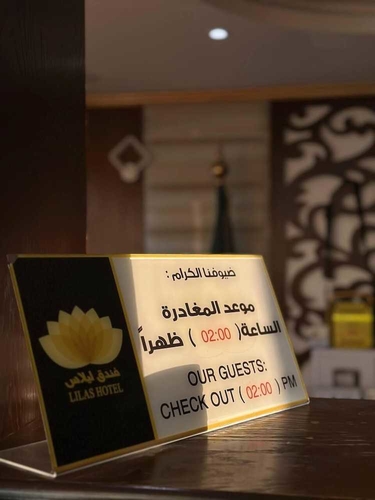 ضيوفنا الكرام :
موعد المغادرة
الساعة ( 02:00 ) ظهراً
OUR GUESTS:
CHECK OUT ( 02:00 ) PM
فندق ليلاس
LILAS HOTEL